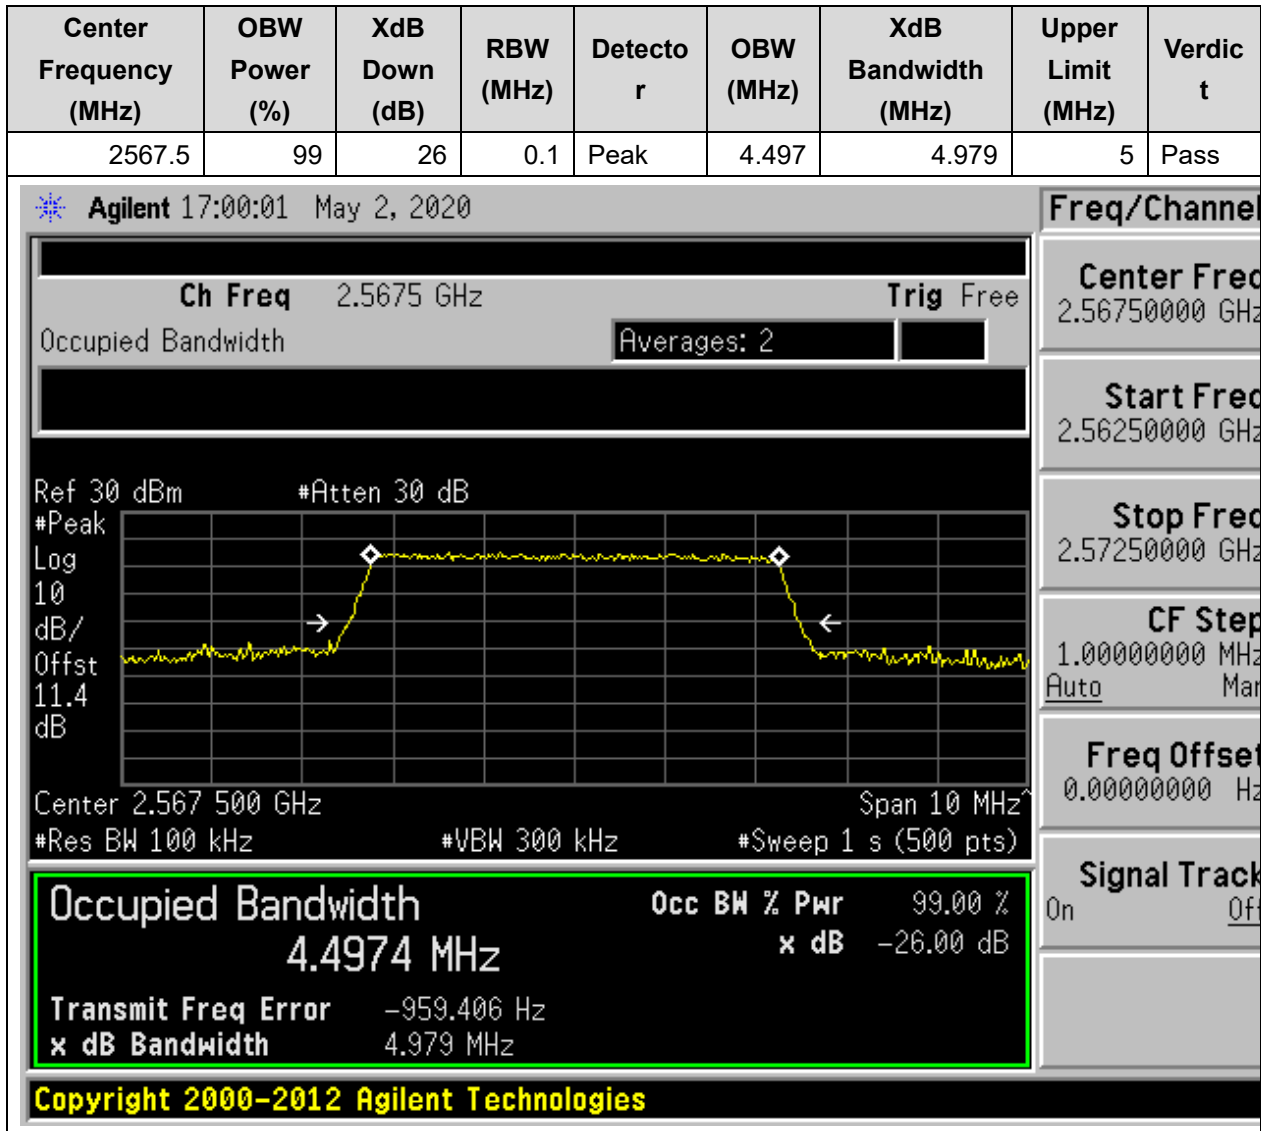 Center Frequency (MHz) OBW Power (%) XdB Down (dB) RBW (MHz) Detector OBW (MHz) XdB Bandwidth (MHz) Upper Limit (MHz) Verdict
2567.5 99 26 0.1 Peak 4.497 4.979 5 Pass
Agilent 17:00:01 May 2, 2020
Freq/Channel
Ch Freq 2.5675 GHz Trig Free
Occupied Bandwidth Averages: 2
Center Freq
2.56750000 GHz
Start Freq
2.56250000 GHz
Stop Freq
2.57250000 GHz
CF Step
1.00000000 MHz
Auto Man
Freq Offset
0.00000000 Hz
Signal Track
On Off
Ref 30 dBm #Atten 30 dB
#Peak
Log
10
dB/
Offst
11.4
dB
Center 2.567 500 GHz Span 10 MHz^
#Res BW 100 kHz #VBW 300 kHz #Sweep 1 s (500 pts)
Occupied Bandwidth Occ BW % Pwr 99.00 %
4.4974 MHz x dB -26.00 dB
Transmit Freq Error -959.406 Hz
x dB Bandwidth 4.979 MHz
Copyright 2000-2012 Agilent Technologies